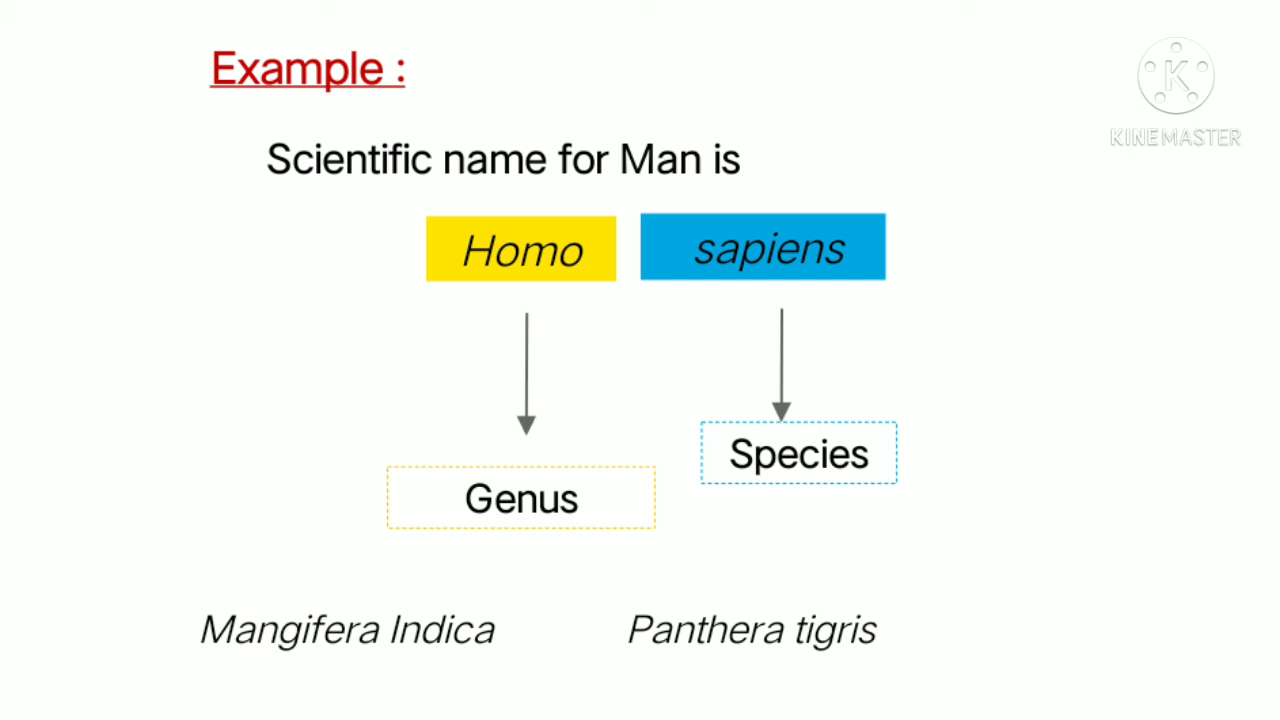 Example :
K
KINEMASTER
Scientific name for Man is
Homo sapiens
Species
Genus
Mangifera Indica Panthera tigris